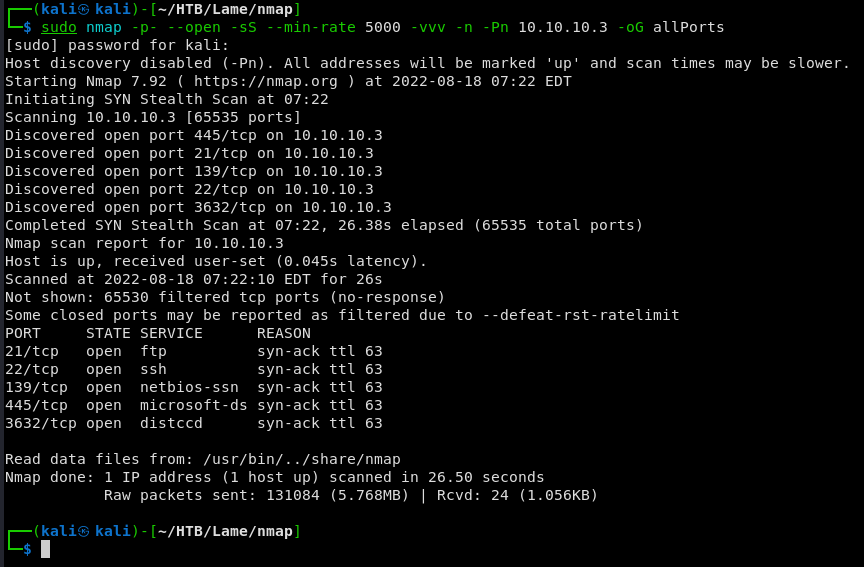 ┌──(kali㉿kali)-[~/HTB/Lame/nmap]
└─$ sudo nmap -p- --open -sS --min-rate 5000 -vvv -n -Pn 10.10.10.3 -oG allPorts
[sudo] password for kali:
Host discovery disabled (-Pn). All addresses will be marked 'up' and scan times may be slower.
Starting Nmap 7.92 ( https://nmap.org ) at 2022-08-18 07:22 EDT
Initiating SYN Stealth Scan at 07:22
Scanning 10.10.10.3 [65535 ports]
Discovered open port 445/tcp on 10.10.10.3
Discovered open port 21/tcp on 10.10.10.3
Discovered open port 139/tcp on 10.10.10.3
Discovered open port 22/tcp on 10.10.10.3
Discovered open port 3632/tcp on 10.10.10.3
Completed SYN Stealth Scan at 07:22, 26.38s elapsed (65535 total ports)
Nmap scan report for 10.10.10.3
Host is up, received user-set (0.045s latency).
Scanned at 2022-08-18 07:22:10 EDT for 26s
Not shown: 65530 filtered tcp ports (no-response)
Some closed ports may be reported as filtered due to --defeat-rst-ratelimit
PORT     STATE SERVICE      REASON
21/tcp   open  ftp          syn-ack ttl 63
22/tcp   open  ssh          syn-ack ttl 63
139/tcp  open  netbios-ssn  syn-ack ttl 63
445/tcp  open  microsoft-ds syn-ack ttl 63
3632/tcp open  distccd      syn-ack ttl 63
Read data files from: /usr/bin/../share/nmap
Nmap done: 1 IP address (1 host up) scanned in 26.50 seconds
           Raw packets sent: 131084 (5.768MB) | Rcvd: 24 (1.056KB)
┌──(kali㉿kali)-[~/HTB/Lame/nmap]
└─$